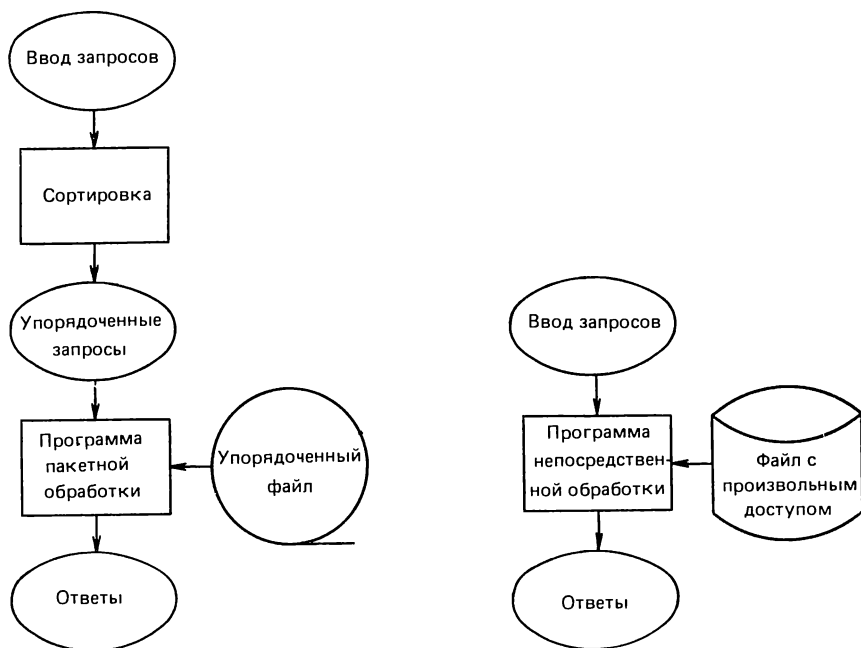 Ввод запросов
Сортировка
Упорядоченные
запросы
Программа
пакетной
обработки
Упорядоченный
файл
Ответы
Ввод запросов
Программа
непосредствен-
ной обработки
Файл с
произвольным
доступом
Ответы